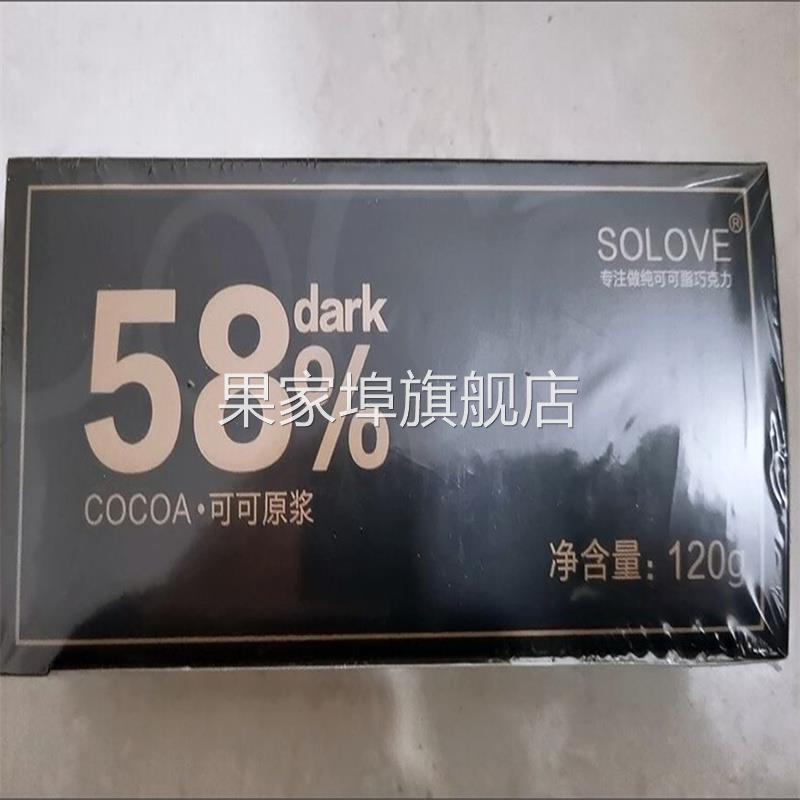 SOLOVE®
专注做纯可可脂巧克力
dark
58%
果家埠旗舰店
COCOA·可可原浆
净含量：120g